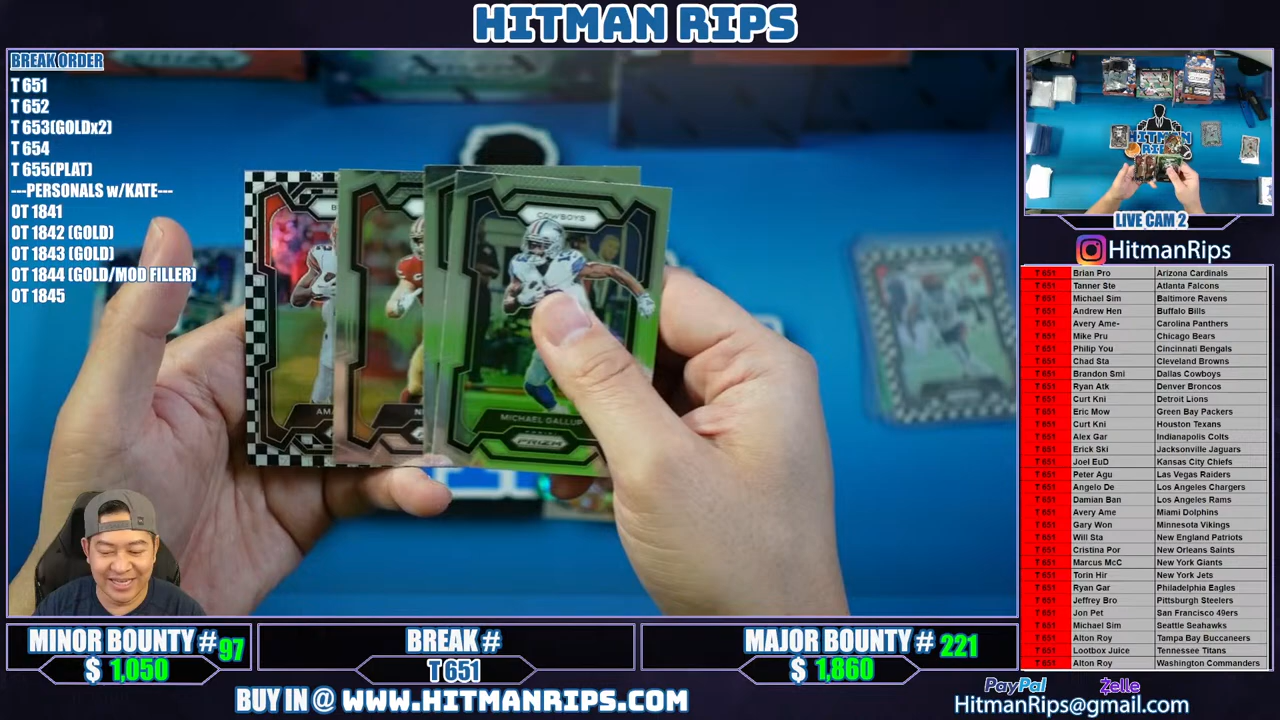 HITMAN RIPS
BREAK ORDER
T 651
T 652
T 653(GOLDx2)
T 654
T 655(PLAT)
---PERSONALS w/KATE---
OT 1841
OT 1842 (GOLD)
OT 1843 (GOLD)
OT 1844 (GOLD/MOD FILLER)
OT 1845
COWBOYS
MICHAEL GALLUP
PRIZM
HITMAN
LIVE CAM 2
HitmanRips
T 651 Brian Pro Arizona Cardinals
T 651 Tanner Ste Atlanta Falcons
T 651 Michael Sim Baltimore Ravens
T 651 Andrew Hen Buffalo Bills
T 651 Avery Ame- Carolina Panthers
T 651 Mike Pru Chicago Bears
T 651 Philip You Cincinnati Bengals
T 651 Chad Sta Cleveland Browns
T 651 Brandon Smi Dallas Cowboys
T 651 Ryan Atk Denver Broncos
T 651 Curt Kni Detroit Lions
T 651 Eric Mow Green Bay Packers
T 651 Curt Kni Houston Texans
T 651 Alex Gar Indianapolis Colts
T 651 Erick Ski Jacksonville Jaguars
T 651 Joel EuD Kansas City Chiefs
T 651 Peter Agu Las Vegas Raiders
T 651 Angelo De Los Angeles Chargers
T 651 Damian Ban Los Angeles Rams
T 651 Avery Ame Miami Dolphins
T 651 Gary Won Minnesota Vikings
T 651 Will Sta New England Patriots
T 651 Cristina Por New Orleans Saints
T 651 Marcus McC New York Giants
T 651 Torin Hir New York Jets
T 651 Ryan Gar Philadelphia Eagles
T 651 Jeffrey Bro Pittsburgh Steelers
T 651 Jon Pet San Francisco 49ers
T 651 Michael Sim Seattle Seahawks
T 651 Alton Roy Tampa Bay Buccaneers
T 651 Lootbox Juice Tennessee Titans
T 651 Alton Roy Washington Commanders
MINOR BOUNTY # 97
$ 1,050
BREAK #
T 651
MAJOR BOUNTY # 221
$ 1,860
BUY IN @ WWW.HITMANRIPS.COM
PayPal Zelle
HitmanRips@gmail.com